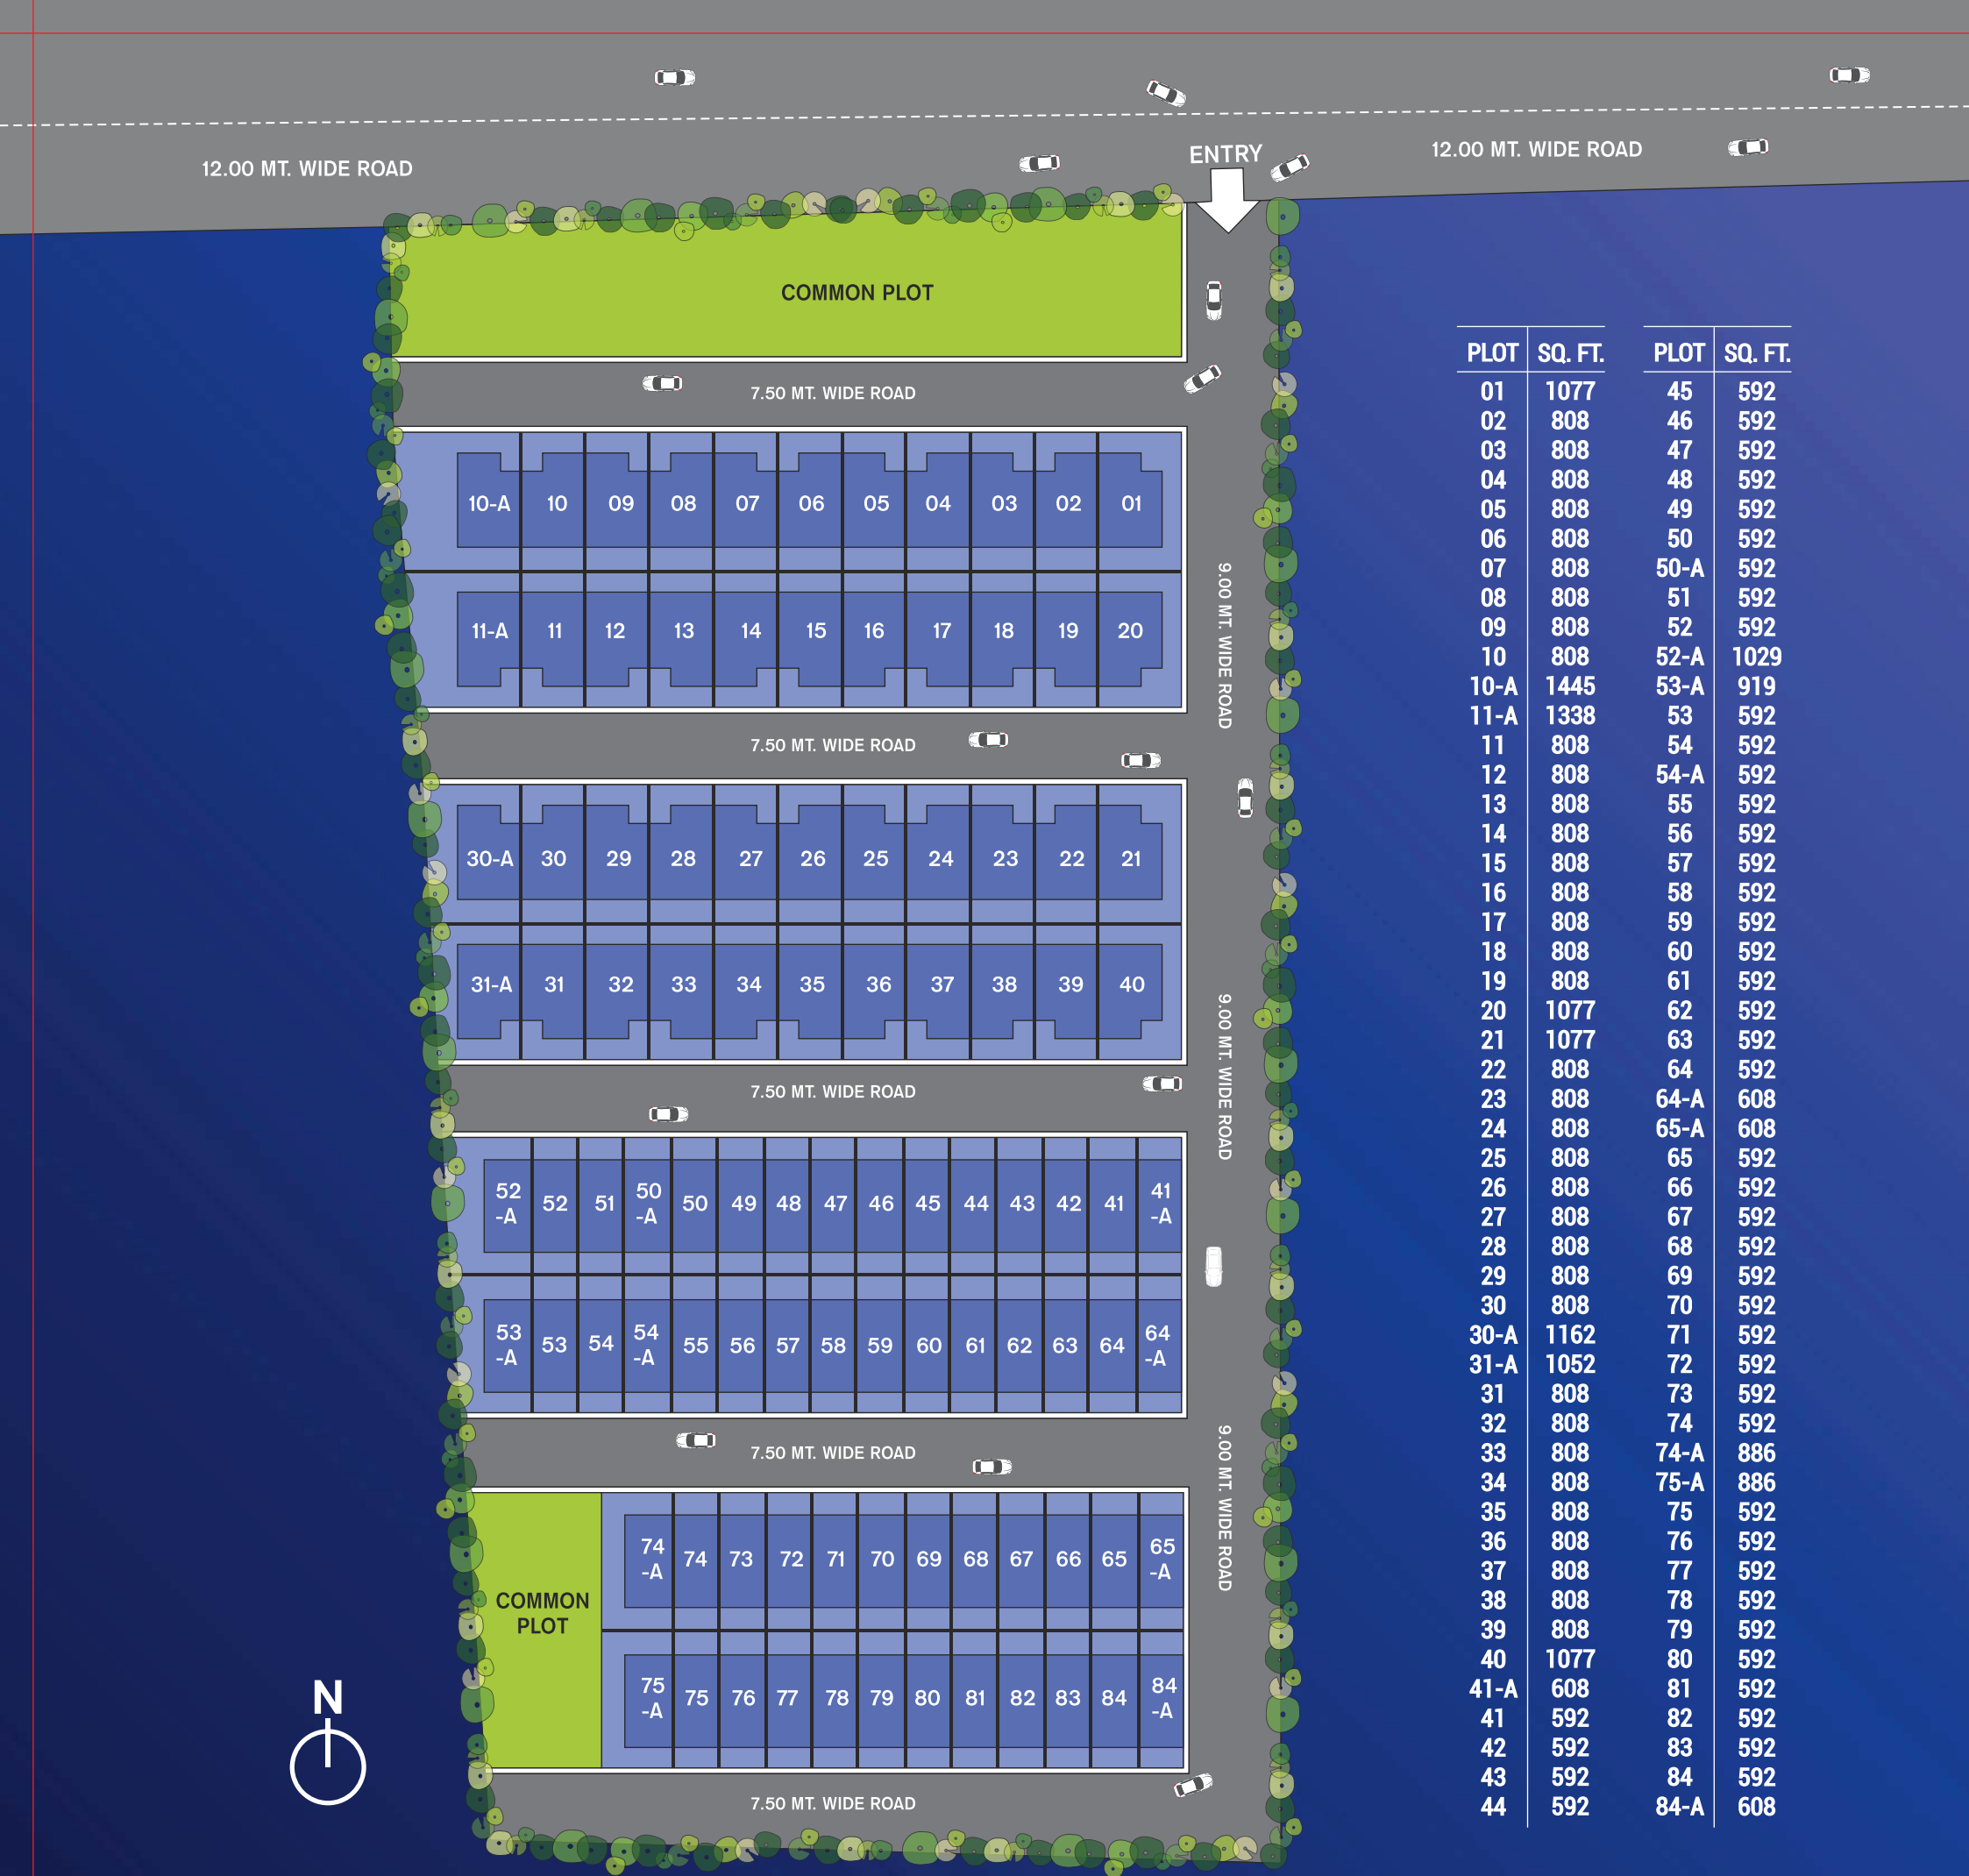 12.00 MT. WIDE ROAD
ENTRY
12.00 MT. WIDE ROAD
COMMON PLOT
7.50 MT. WIDE ROAD
10-A 10 09 08 07 06 05 04 03 02 01
11-A 11 12 13 14 15 16 17 18 19 20
9.00 MT. WIDE ROAD
7.50 MT. WIDE ROAD
30-A 30 29 28 27 26 25 24 23 22 21
31-A 31 32 33 34 35 36 37 38 39 40
9.00 MT. WIDE ROAD
7.50 MT. WIDE ROAD
52-A 52 51 50-A 50 49 48 47 46 45 44 43 42 41 41-A
53-A 53 54 54-A 55 56 57 58 59 60 61 62 63 64 64-A
9.00 MT. WIDE ROAD
7.50 MT. WIDE ROAD
COMMON
PLOT
74-A 74 73 72 71 70 69 68 67 66 65 65-A
75-A 75 76 77 78 79 80 81 82 83 84 84-A
7.50 MT. WIDE ROAD
N
PLOT SQ. FT. PLOT SQ. FT.
01 1077 45 592
02 808 46 592
03 808 47 592
04 808 48 592
05 808 49 592
06 808 50 592
07 808 50-A 592
08 808 51 592
09 808 52 592
10 808 52-A 1029
10-A 1445 53-A 919
11-A 1338 53 592
11 808 54 592
12 808 54-A 592
13 808 55 592
14 808 56 592
15 808 57 592
16 808 58 592
17 808 59 592
18 808 60 592
19 808 61 592
20 1077 62 592
21 1077 63 592
22 808 64 592
23 808 64-A 608
24 808 65-A 608
25 808 65 592
26 808 66 592
27 808 67 592
28 808 68 592
29 808 69 592
30 808 70 592
30-A 1162 71 592
31-A 1052 72 592
31 808 73 592
32 808 74 592
33 808 74-A 886
34 808 75-A 886
35 808 75 592
36 808 76 592
37 808 77 592
38 808 78 592
39 808 79 592
40 1077 80 592
41-A 608 81 592
41 592 82 592
42 592 83 592
43 592 84 592
44 592 84-A 608